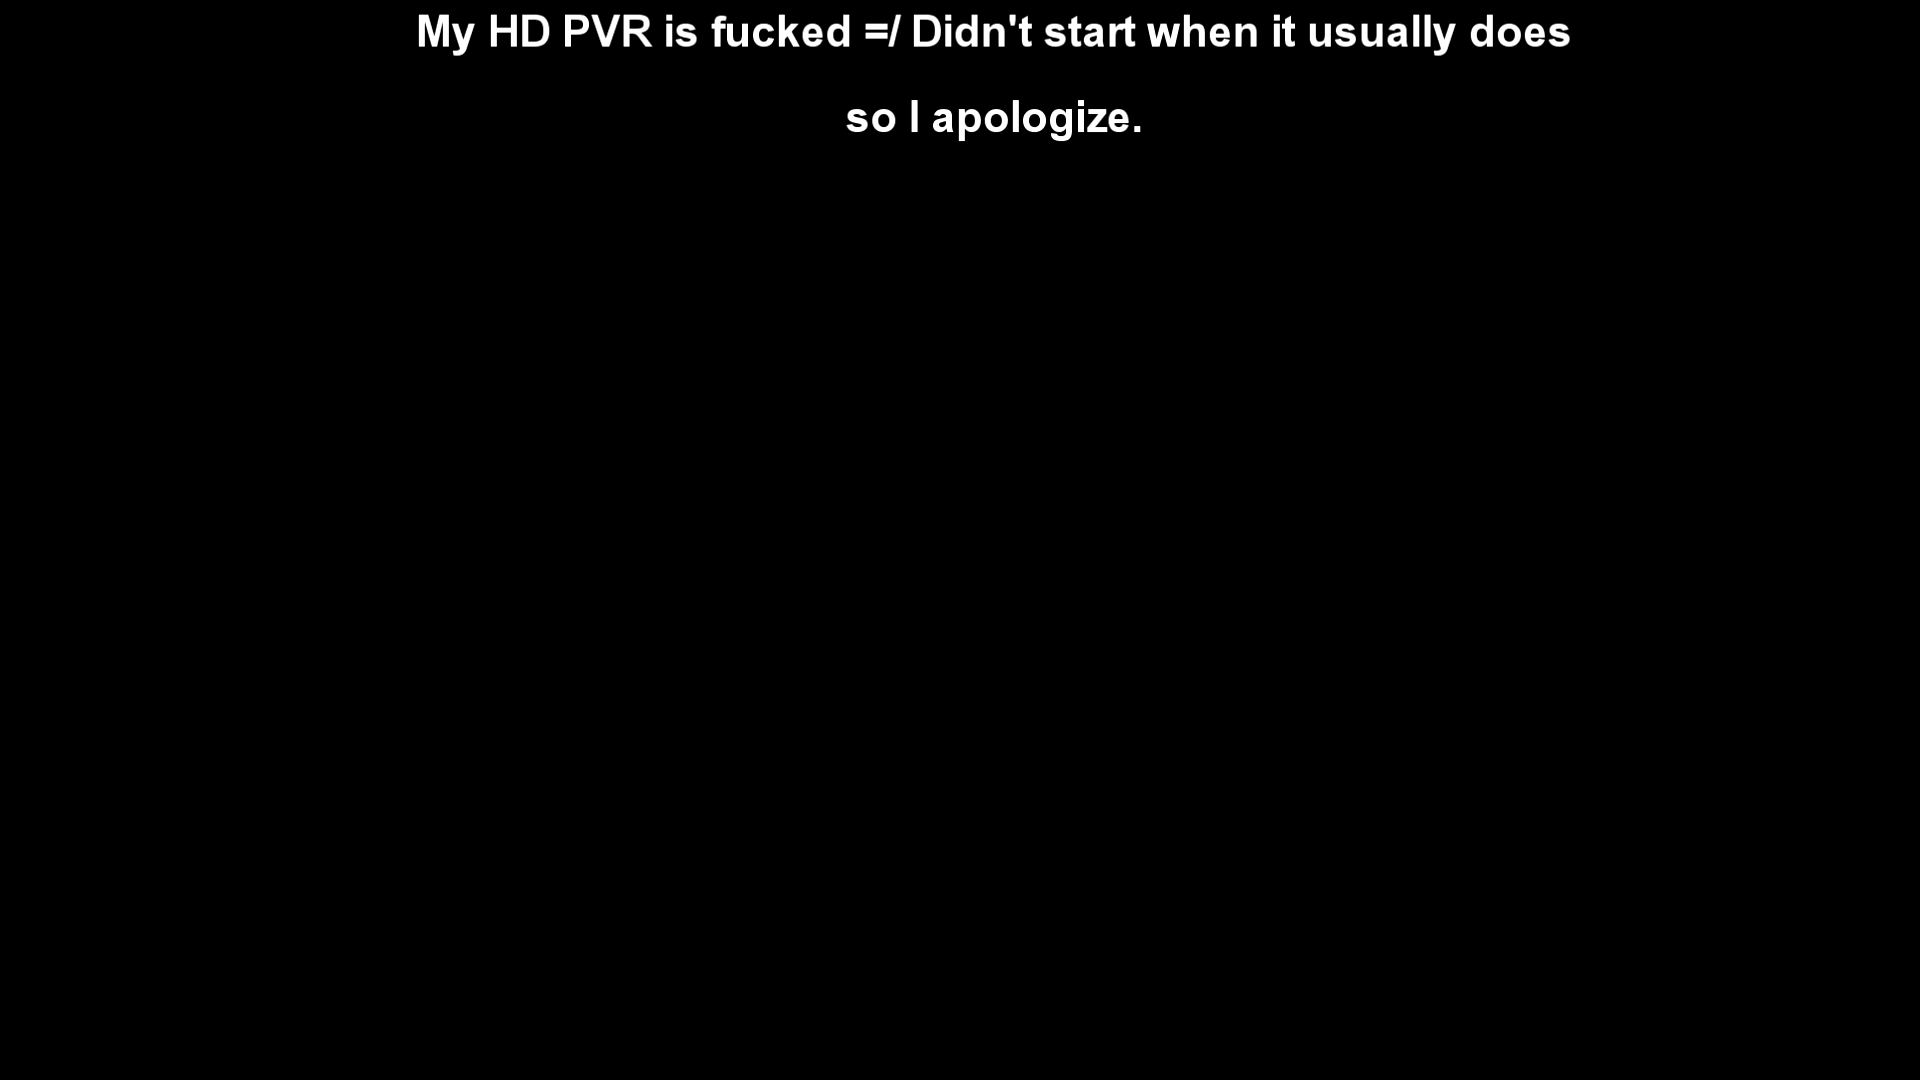 My HD PVR is fucked =/ Didn't start when it usually does
so I apologize.